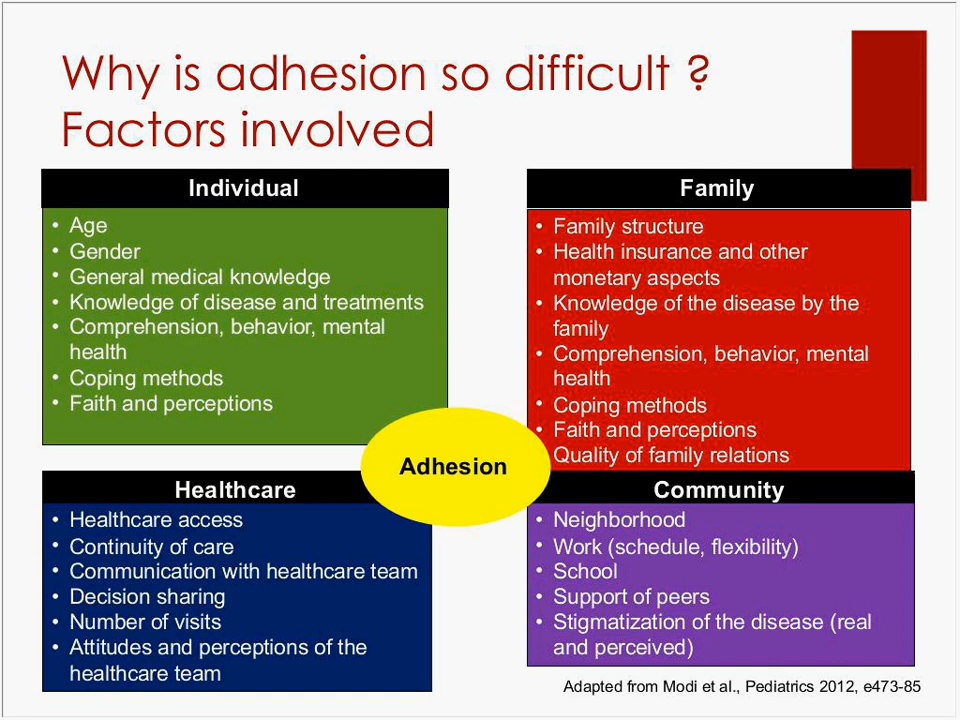 Why is adhesion so difficult ?
Factors involved
Individual
• Age
• Gender
• General medical knowledge
• Knowledge of disease and treatments
• Comprehension, behavior, mental
health
• Coping methods
• Faith and perceptions
Family
• Family structure
• Health insurance and other
monetary aspects
• Knowledge of the disease by the
family
• Comprehension, behavior, mental
health
• Coping methods
• Faith and perceptions
Quality of family relations
Adhesion
Healthcare
• Healthcare access
• Continuity of care
• Communication with healthcare team
• Decision sharing
• Number of visits
• Attitudes and perceptions of the
healthcare team
Community
• Neighborhood
• Work (schedule, flexibility)
• School
• Support of peers
• Stigmatization of the disease (real
and perceived)
Adapted from Modi et al., Pediatrics 2012, e473-85